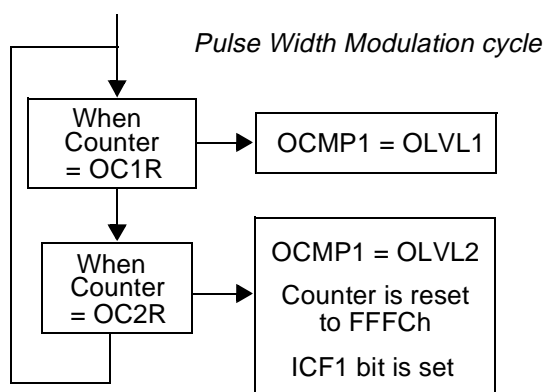 Pulse Width Modulation cycle
When
Counter
= OC1R
OCMP1 = OLVL1
When
Counter
= OC2R
OCMP1 = OLVL2
Counter is reset
to FFFCh
ICF1 bit is set